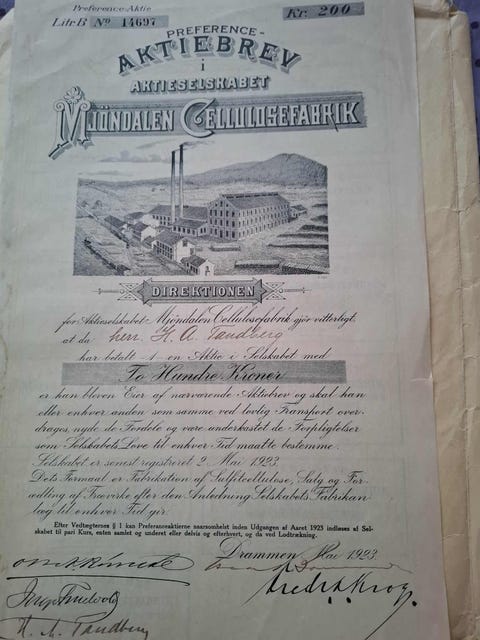 Preference-Aktie
Litr. B No 14697 Kr. 200
PREFERENCE-
AKTIEBREV
i
AKTIESELSKABET
MJÖNDALEN CELLULOSEFABRIK
DIREKTIONEN
for Aktieselskabet Mjöndalen Cellulosefabrik gjör vitterligt,
at da herr H. A. Tandberg
har betalt 1 - en Aktie i Selskabet med
To Hundre Kroner
er han bleven Eier af nærværende Aktiebrev og skal han
eller enhver anden som samme ved lovlig Transport over-
drages, nyde de Fordele og være underkastet de Forpligtelser
som Selskabets Love til enhver Tid maatte bestemme.
Selskabet er senest registreret 2. Mai 1923.
Dets Formaal er Fabrikation af Sulfitcellulose, Salg og For-
ædling af Trævirke efter den Anledning Selskabets Fabrikan-
læg til enhver Tid gir.
Efter Vedtægternes § 1 kan Preferanceaktierne naarsomhelst inden Udgangen af Aaret 1923 indløses af Sel-
skabet til pari Kurs, enten samlet og underet eller delvis og efterhvert, og da ved Lodtrækning.
Drammen, Mai 1923
H. A. Tandberg